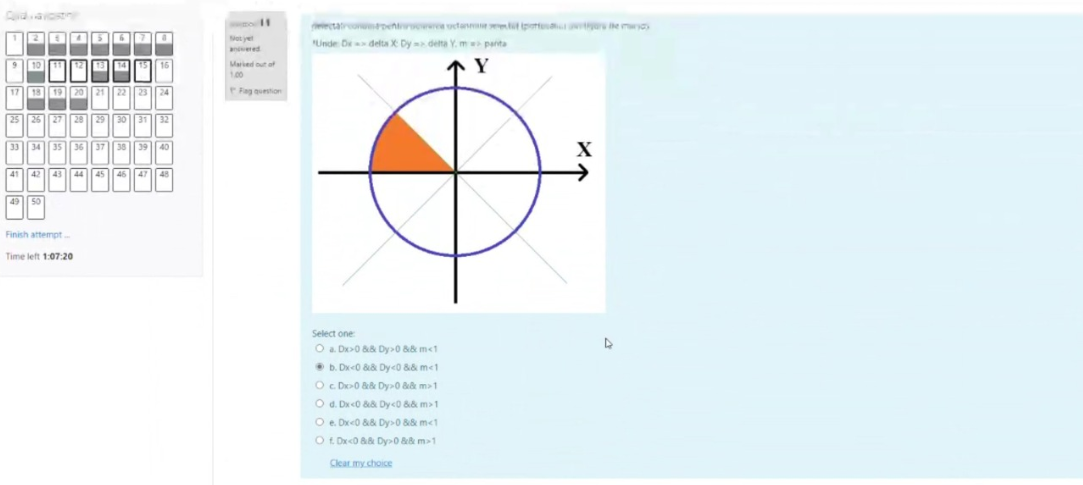 1 2 3 4 5 6 7 8
9 10 11 12 13 14 15 16
17 18 19 20 21 22 23 24
25 26 27 28 29 30 31 32
33 34 35 36 37 38 39 40
41 42 43 44 45 46 47 48
49 50
Finish attempt ...
Time left 1:07:20
11
Not yet
answered
Marked out of
1.00
Flag question
*Unde: Dx => delta X; Dy => delta Y; m => panta
Y
X
Select one:
a. Dx>0 && Dy>0 && m<1
b. Dx<0 && Dy<0 && m<1
c. Dx>0 && Dy>0 && m>1
d. Dx<0 && Dy<0 && m>1
e. Dx<0 && Dy>0 && m<1
f. Dx<0 && Dy>0 && m>1
Clear my choice